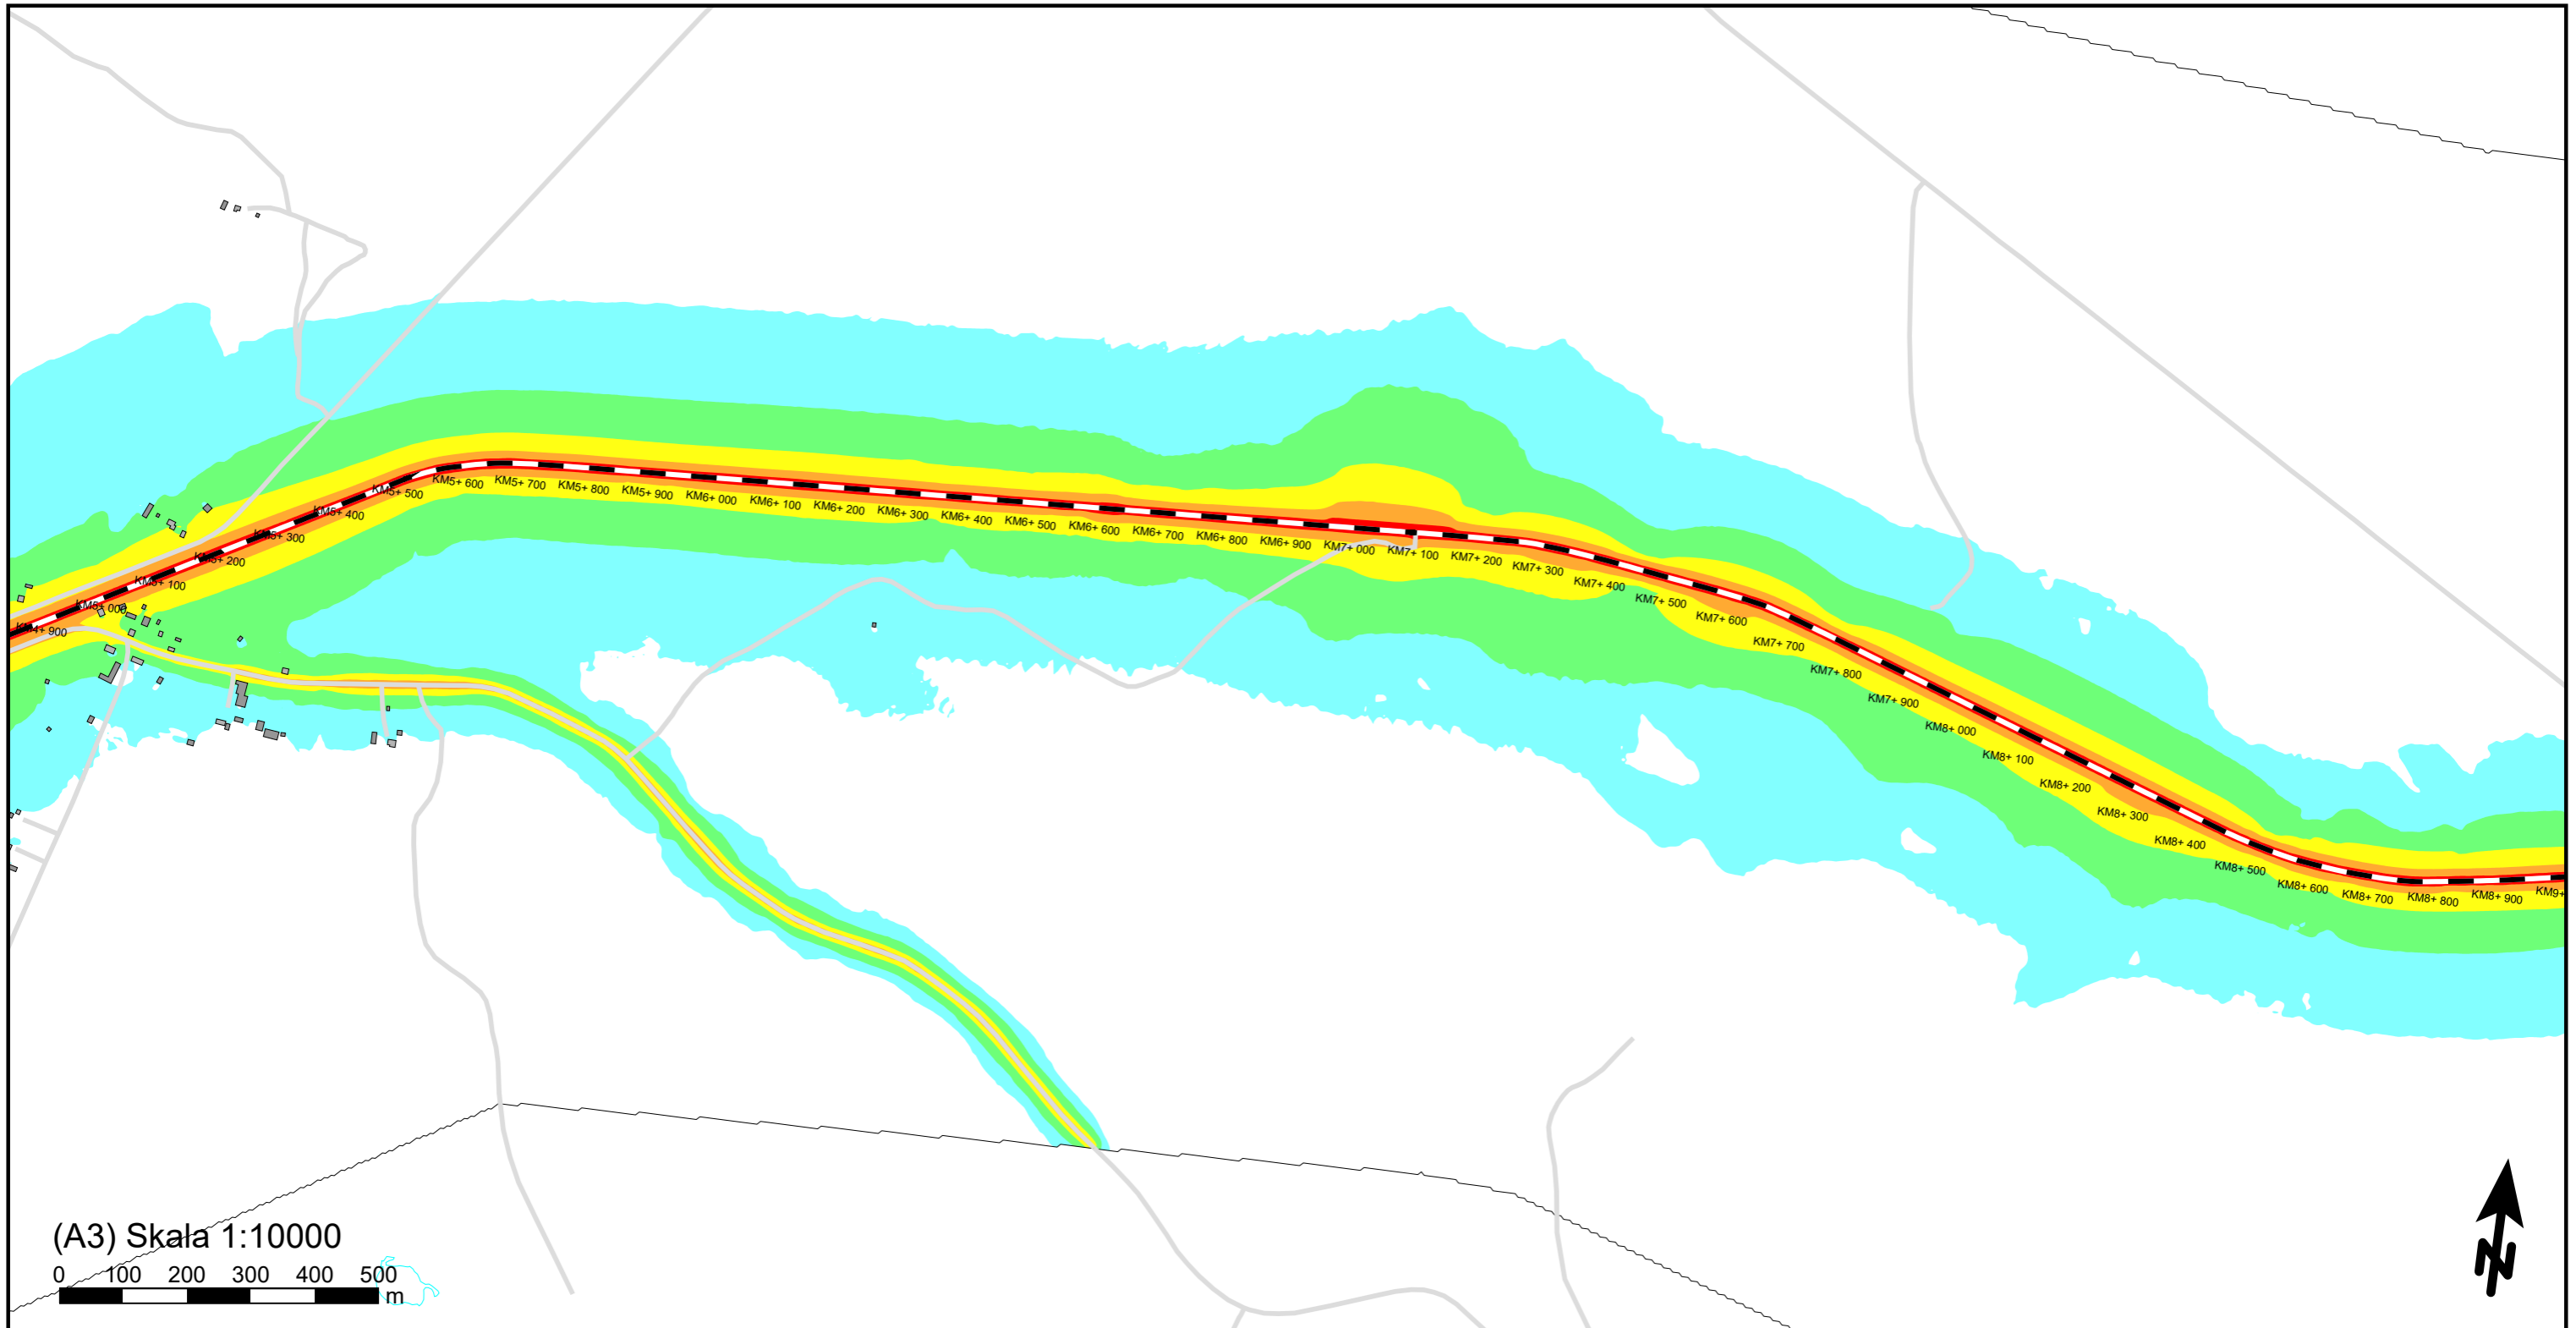 KM4+ 900
KM5+ 000
KM5+ 100
KM5+ 200
KM5+ 300
KM5+ 400
KM5+ 500
KM5+ 600
KM5+ 700
KM5+ 800
KM5+ 900
KM6+ 000
KM6+ 100
KM6+ 200
KM6+ 300
KM6+ 400
KM6+ 500
KM6+ 600
KM6+ 700
KM6+ 800
KM6+ 900
KM7+ 000
KM7+ 100
KM7+ 200
KM7+ 300
KM7+ 400
KM7+ 500
KM7+ 600
KM7+ 700
KM7+ 800
KM7+ 900
KM8+ 000
KM8+ 100
KM8+ 200
KM8+ 300
KM8+ 400
KM8+ 500
KM8+ 600
KM8+ 700
KM8+ 800
KM8+ 900
KM9+
(A3) Skala 1:10000
0 100 200 300 400 500
m
N